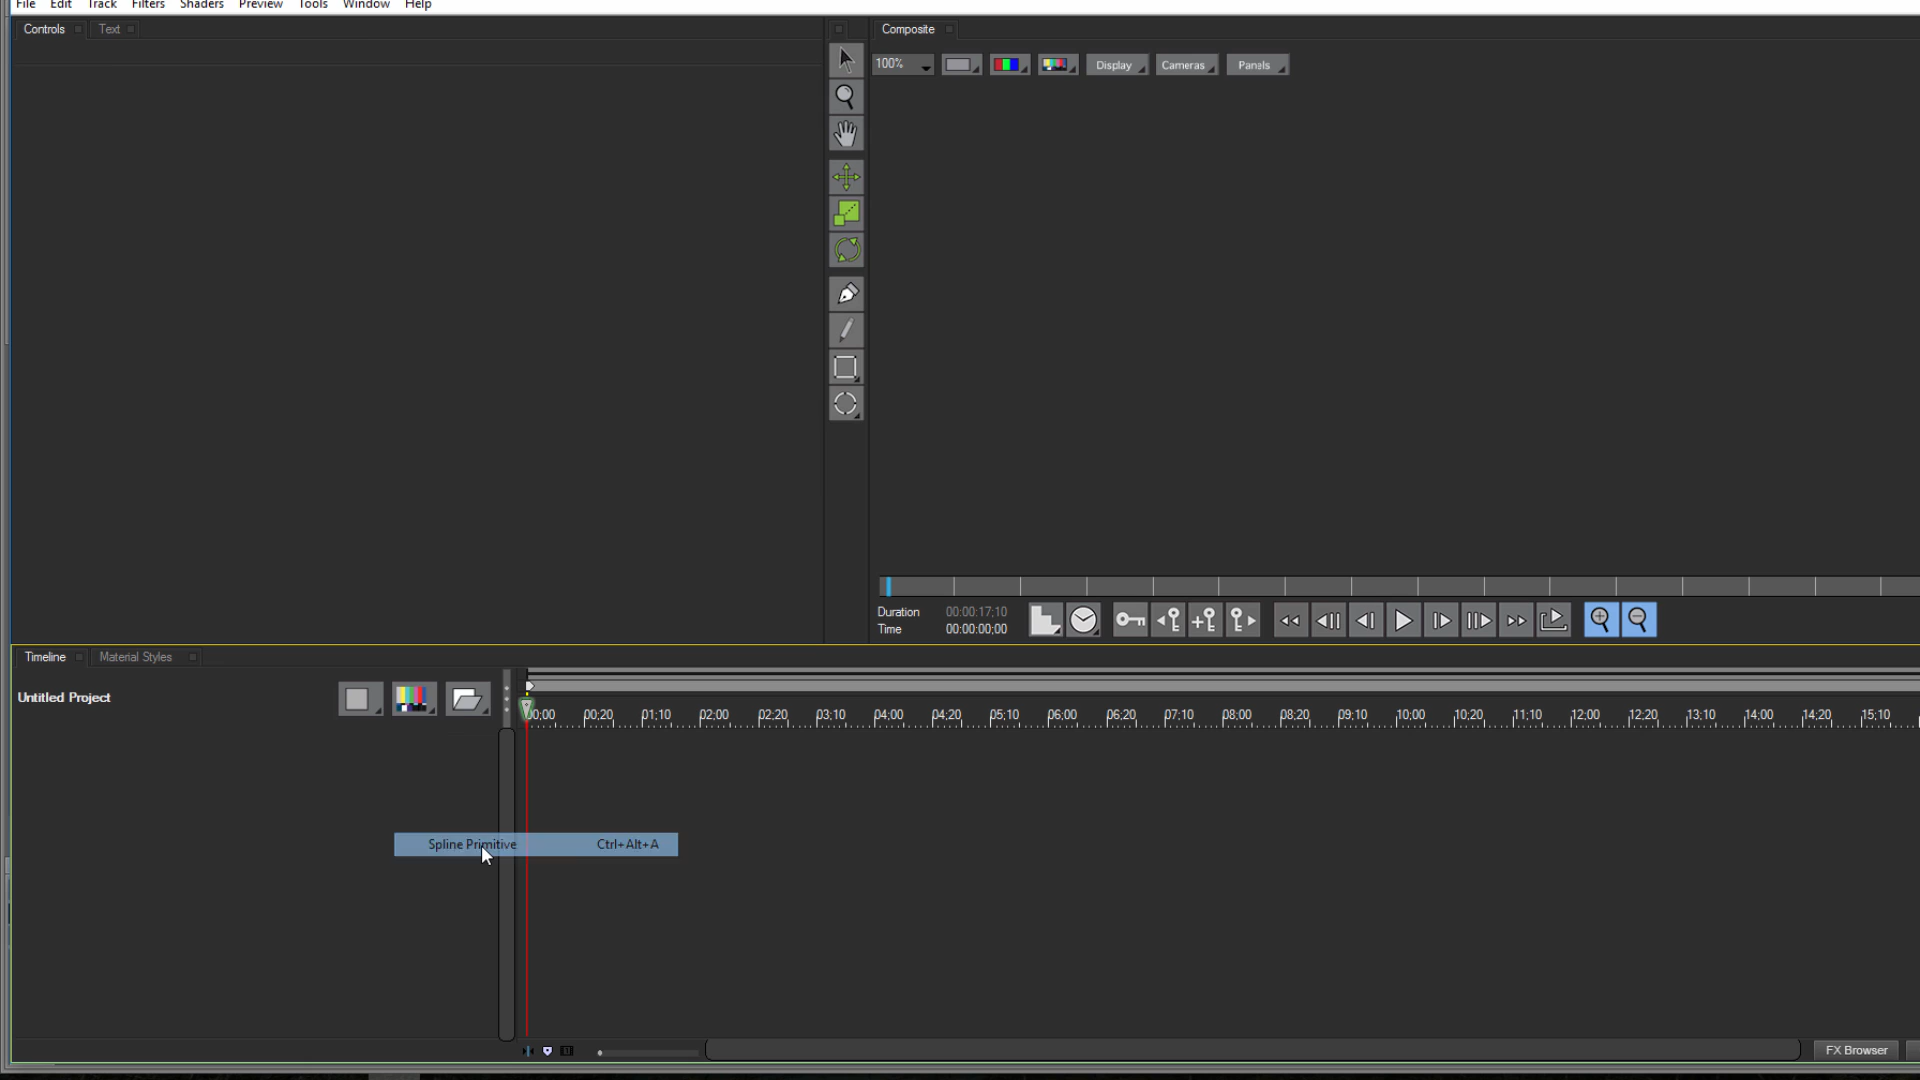 File Edit Track Filters Shaders Preview Tools Window Help
Controls Text Composite
100% Display Cameras Panels
Duration 00:00:17;10
Time 00:00:00;00
Timeline Material Styles
Untitled Project
00;00 00;20 01;10 02;00 02;20 03;10 04;00 04;20 05;10 06;00 06;20 07;10 08;00 08;20 09;10 10;00 10;20 11;10 12;00 12;20 13;10 14;00 14;20 15;10
Spline Primitive Ctrl+Alt+A
FX Browser